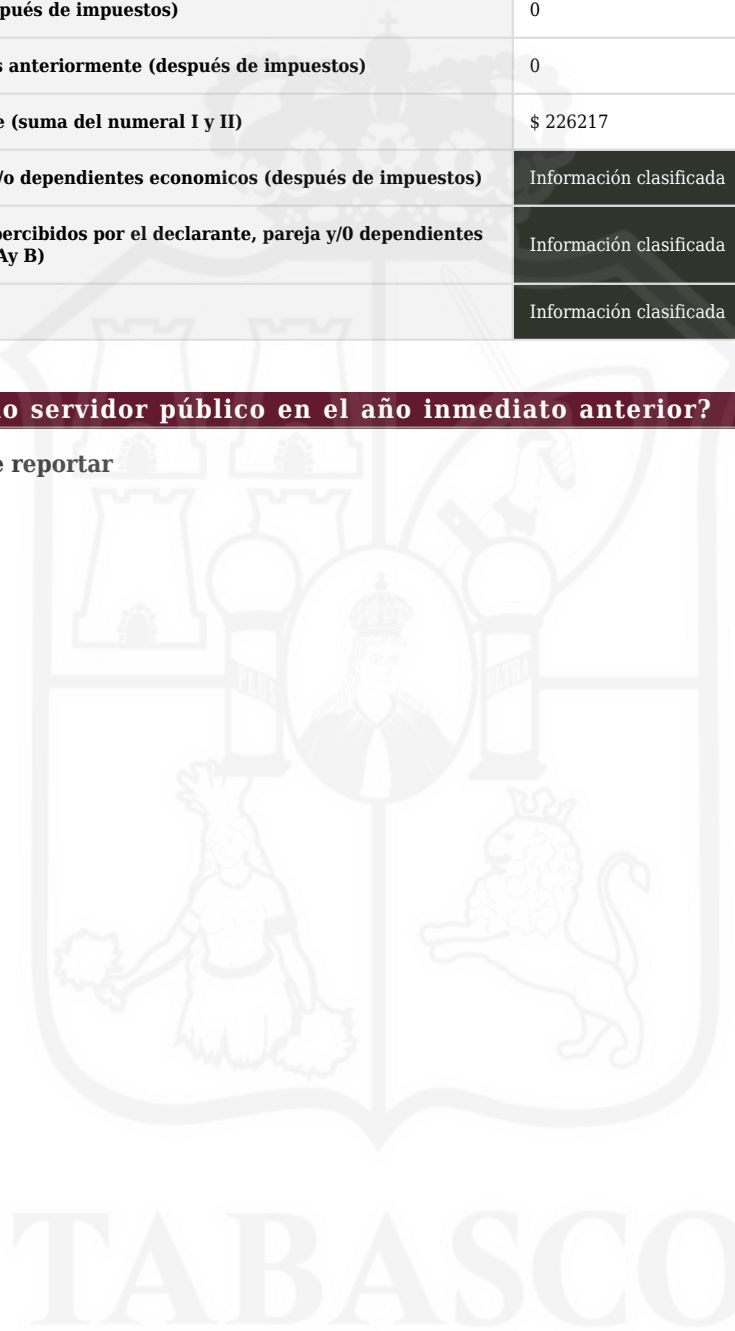 pués de impuestos) 0
s anteriormente (después de impuestos) 0
e (suma del numeral I y II) $ 226217
/o dependientes economicos (después de impuestos) Información clasificada
percibidos por el declarante, pareja y/0 dependientes
Ay B) Información clasificada
Información clasificada
o servidor público en el año inmediato anterior?
e reportar
PLUS ULTRA
TABASCO